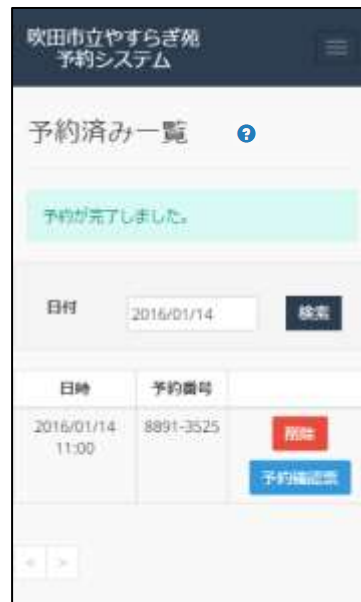 吹田市立やすらぎ苑
予約システム
予約済み一覧 ?
予約が完了しました。
日付 2016/01/14 検索
日時 予約番号
2016/01/14 8891-3525 削除
11:00
予約確認票
< >